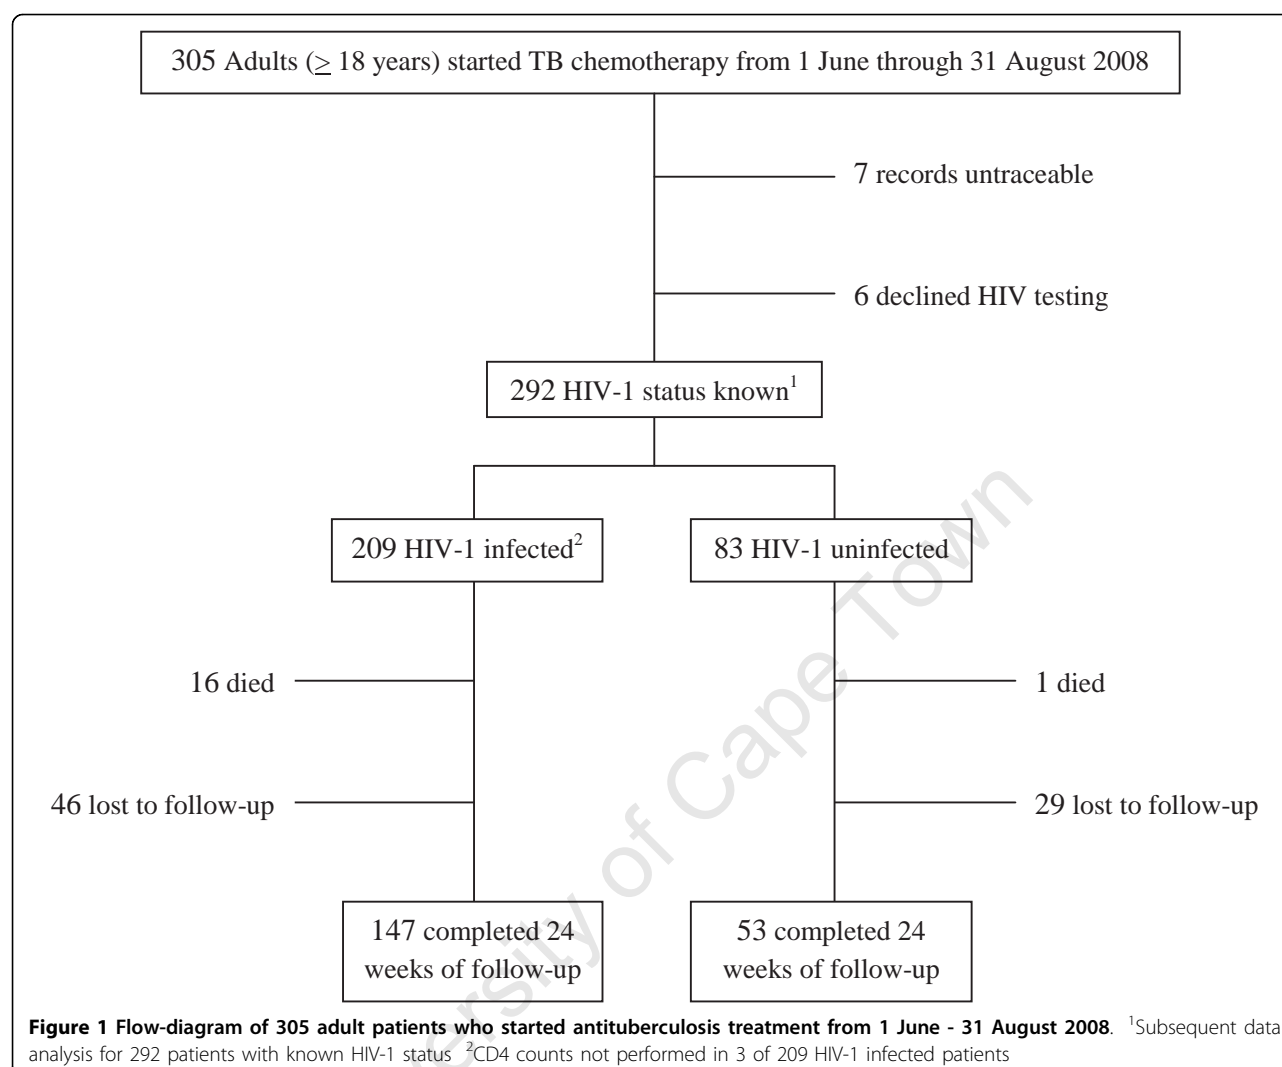 305 Adults (≥ 18 years) started TB chemotherapy from 1 June through 31 August 2008
7 records untraceable
6 declined HIV testing
292 HIV-1 status known¹
209 HIV-1 infected²
83 HIV-1 uninfected
16 died
1 died
46 lost to follow-up
29 lost to follow-up
147 completed 24
weeks of follow-up
53 completed 24
weeks of follow-up
Figure 1 Flow-diagram of 305 adult patients who started antituberculosis treatment from 1 June - 31 August 2008. ¹Subsequent data
analysis for 292 patients with known HIV-1 status ²CD4 counts not performed in 3 of 209 HIV-1 infected patients
ersity of Cape Town